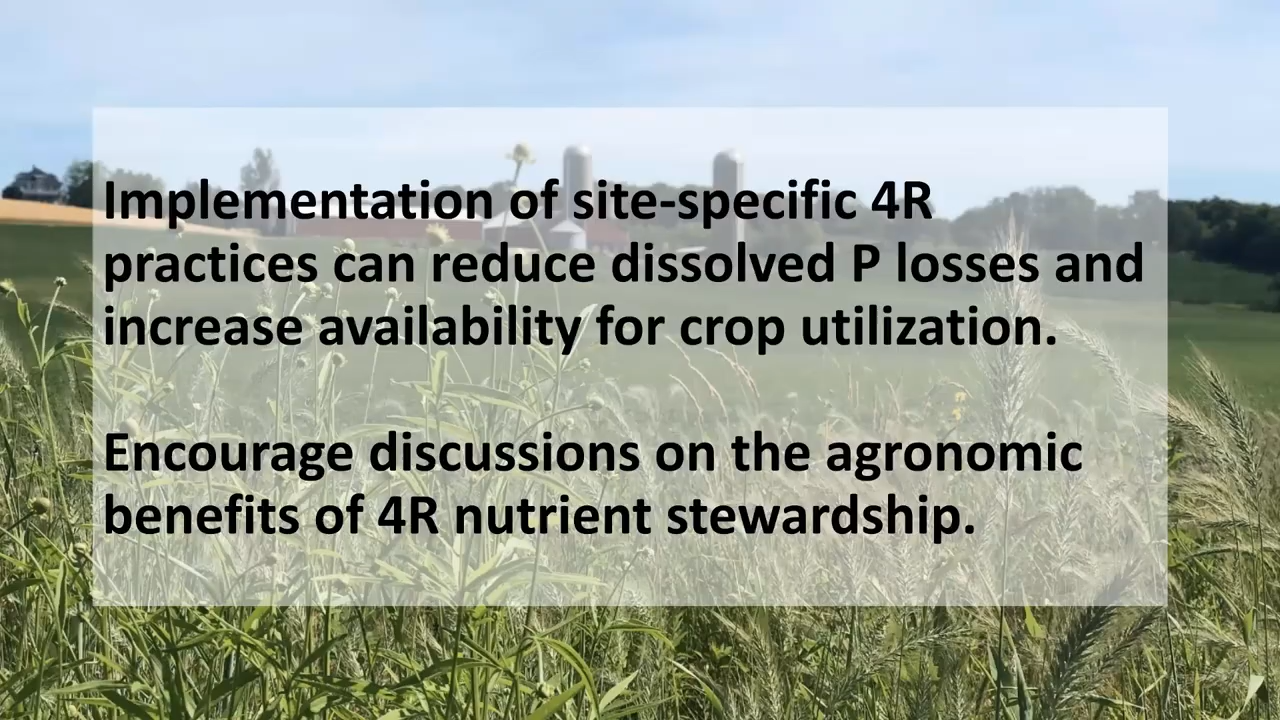 Implementation of site-specific 4R
practices can reduce dissolved P losses and
increase availability for crop utilization.
Encourage discussions on the agronomic
benefits of 4R nutrient stewardship.